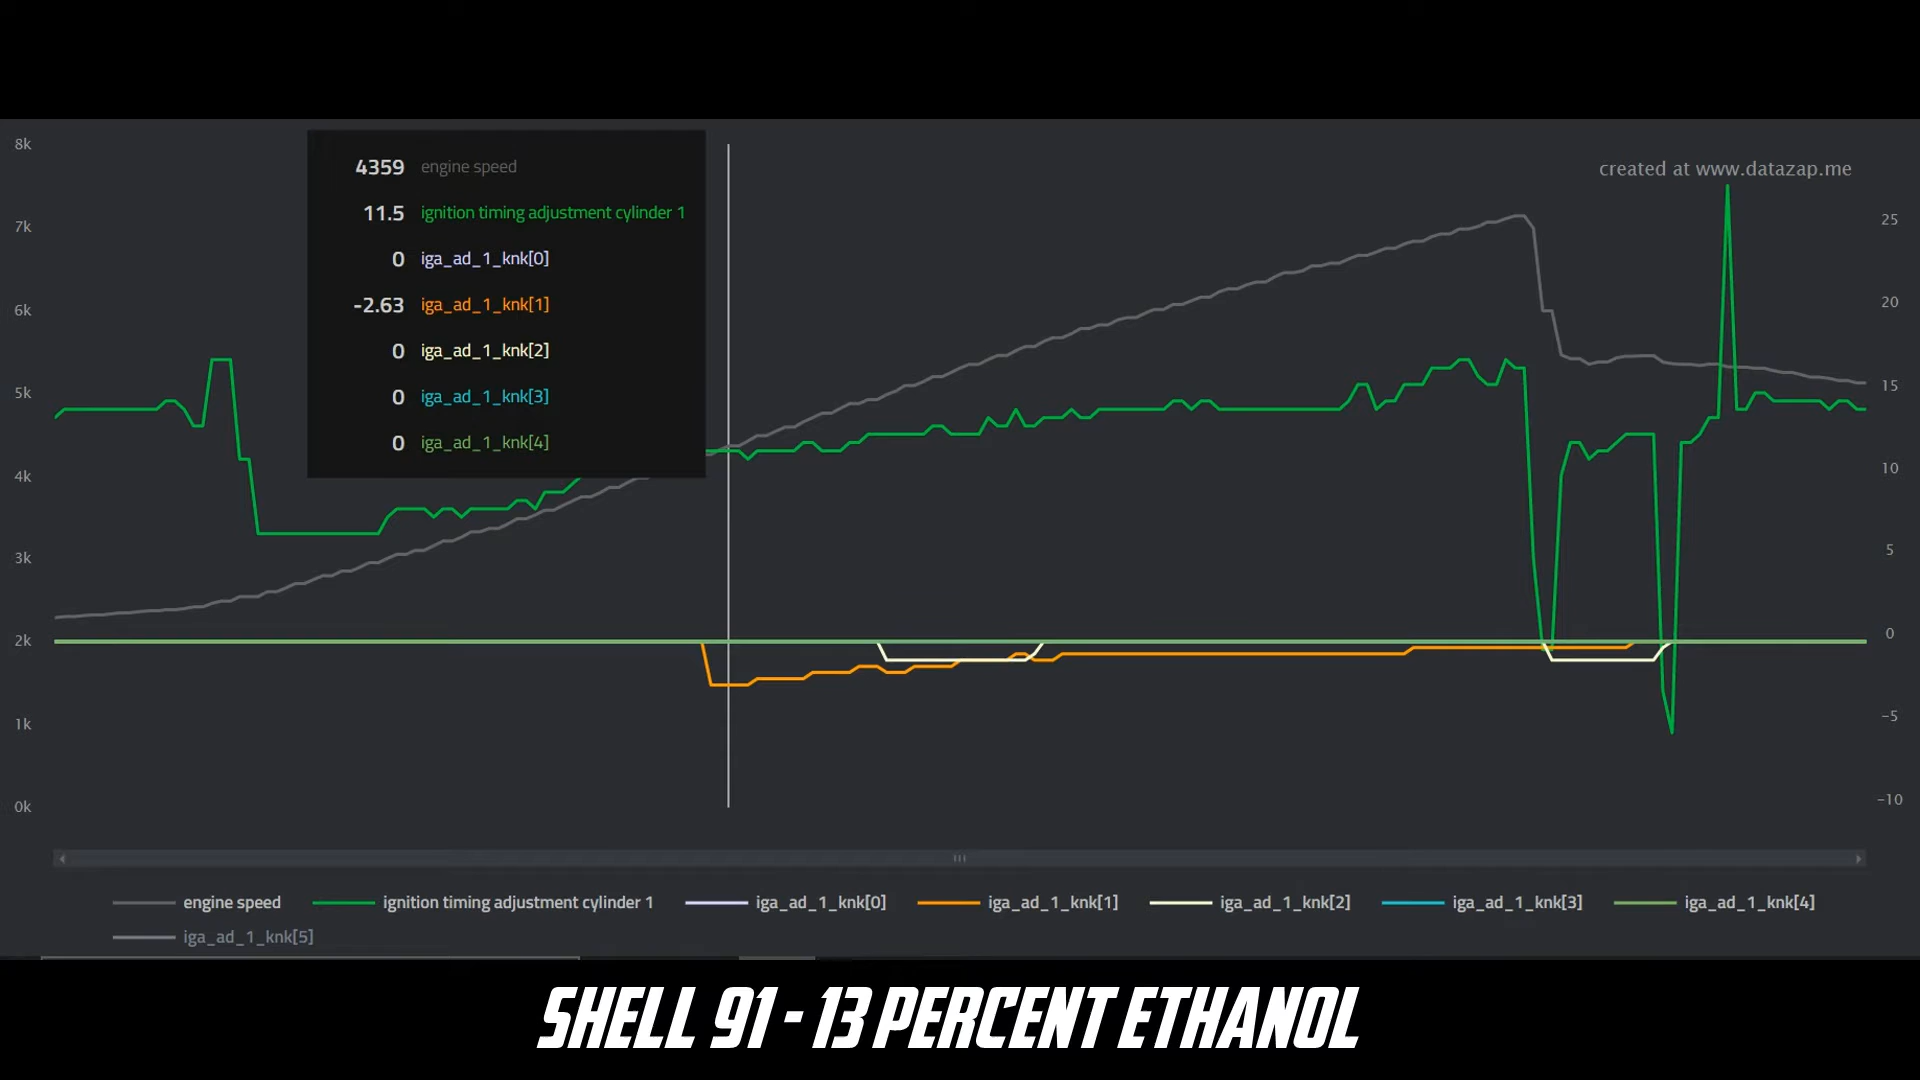 8k
7k
6k
5k
4k
3k
2k
1k
0k
4359 engine speed
11.5 ignition timing adjustment cylinder 1
0 iga_ad_1_knk[0]
-2.63 iga_ad_1_knk[1]
0 iga_ad_1_knk[2]
0 iga_ad_1_knk[3]
0 iga_ad_1_knk[4]
created at www.datazap.me
25
20
15
10
5
0
-5
-10
engine speed ignition timing adjustment cylinder 1 iga_ad_1_knk[0] iga_ad_1_knk[1] iga_ad_1_knk[2] iga_ad_1_knk[3] iga_ad_1_knk[4]
iga_ad_1_knk[5]
SHELL 91 - 13 PERCENT ETHANOL